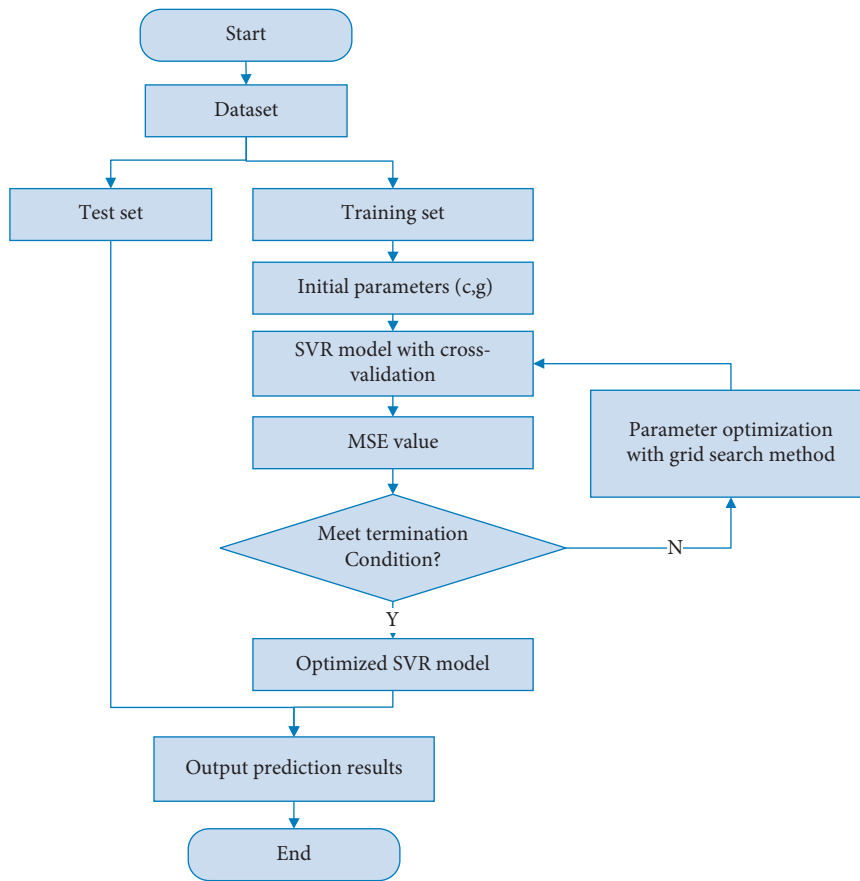 Start
Dataset
Test set
Training set
Initial parameters (c,g)
SVR model with cross-
validation
MSE value
Parameter optimization
with grid search method
Meet termination
Condition?
N
Y
Optimized SVR model
Output prediction results
End